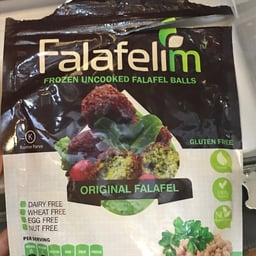 Falafelim
FROZEN UNCOOKED FALAFEL BALLS
K
GLUTEN FREE
ORIGINAL FALAFEL
DAIRY FREE
WHEAT FREE
EGG FREE
NUT FREE
PER SERVING